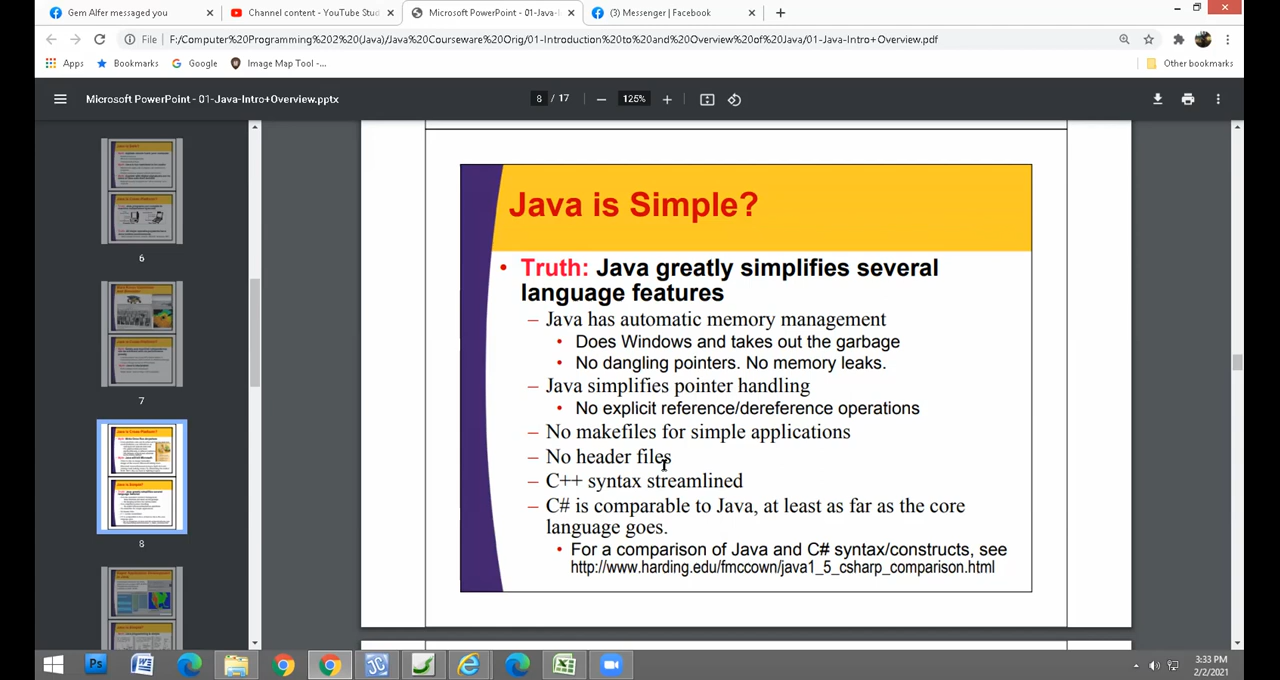 Gem Alfer messaged you
Channel content - YouTube Stud
Microsoft PowerPoint - 01-Java-I
(3) Messenger | Facebook
File
F:/Computer%20Programming%202%20(Java)/Java%20Courseware%20Orig/01-Introduction%20to%20and%20Overview%20of%20Java/01-Java-Intro+Overview.pdf
Apps
Bookmarks
Google
Image Map Tool -...
Other bookmarks
Microsoft PowerPoint - 01-Java-Intro+Overview.pptx
8 / 17
125%
6
7
8
Java is Simple?
• Truth: Java greatly simplifies several
language features
– Java has automatic memory management
• Does Windows and takes out the garbage
• No dangling pointers. No memory leaks.
– Java simplifies pointer handling
• No explicit reference/dereference operations
– No makefiles for simple applications
– No header files
– C++ syntax streamlined
– C# is comparable to Java, at least as far as the core
language goes.
• For a comparison of Java and C# syntax/constructs, see
http://www.harding.edu/fmccown/java1_5_csharp_comparison.html
Ps
3:33 PM
2/2/2021